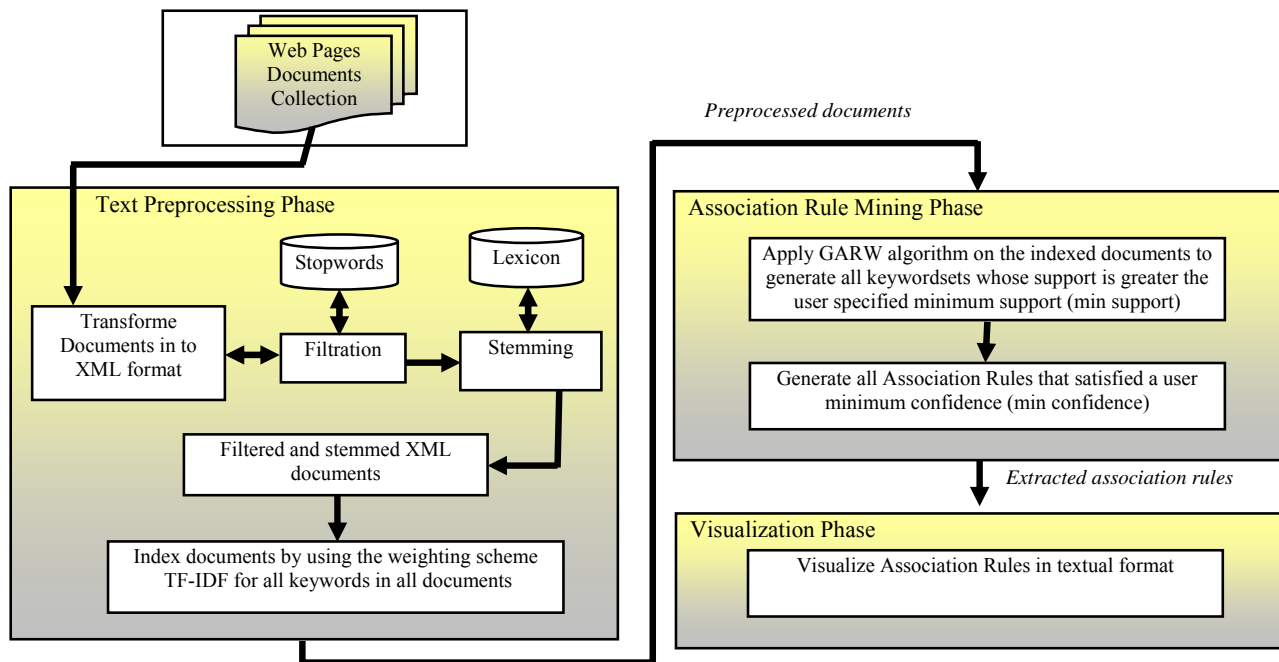 Web Pages
Documents
Collection
Text Preprocessing Phase
Stopwords
Lexicon
Transforme
Documents in to
XML format
Filtration
Stemming
Filtered and stemmed XML
documents
Index documents by using the weighting scheme
TF-IDF for all keywords in all documents
Preprocessed documents
Association Rule Mining Phase
Apply GARW algorithm on the indexed documents to
generate all keywordsets whose support is greater the
user specified minimum support (min support)
Generate all Association Rules that satisfied a user
minimum confidence (min confidence)
Extracted association rules
Visualization Phase
Visualize Association Rules in textual format